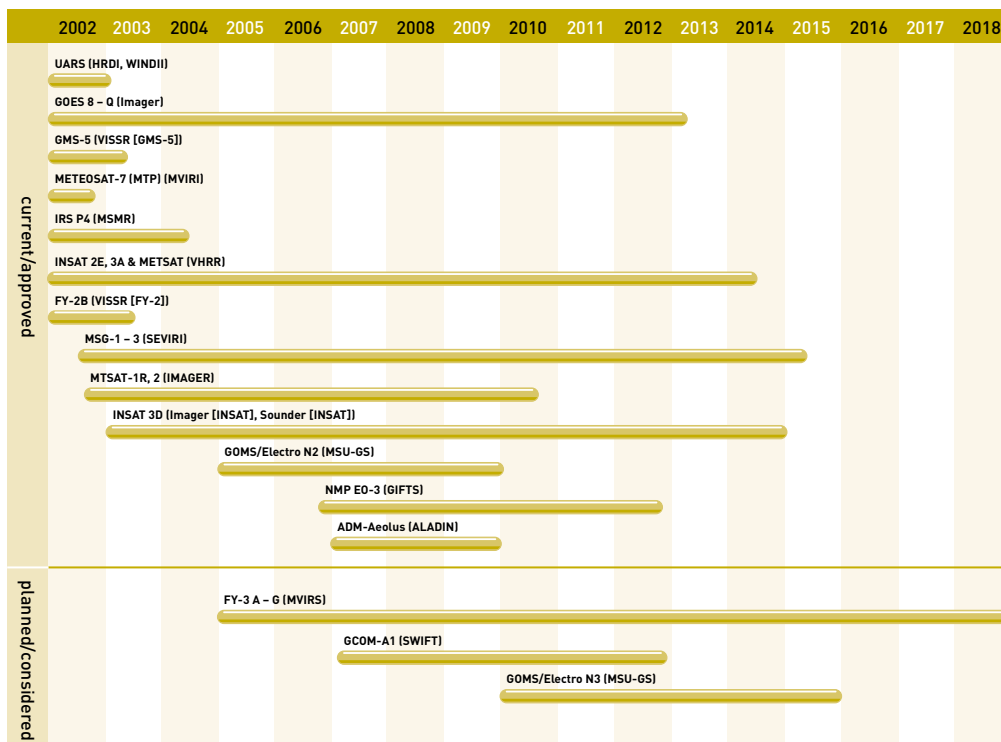 2002 2003 2004 2005 2006 2007 2008 2009 2010 2011 2012 2013 2014 2015 2016 2017 2018
current/approved
UARS (HRDI, WINDII)
GOES 8 – Q (Imager)
GMS-5 (VISSR [GMS-5])
METEOSAT-7 (MTP) (MVIRI)
IRS P4 (MSMR)
INSAT 2E, 3A & METSAT (VHRR)
FY-2B (VISSR [FY-2])
MSG-1 – 3 (SEVIRI)
MTSAT-1R, 2 (IMAGER)
INSAT 3D (Imager [INSAT], Sounder [INSAT])
GOMS/Electro N2 (MSU-GS)
NMP EO-3 (GIFTS)
ADM-Aeolus (ALADIN)
planned/considered
FY-3 A – G (MVIRS)
GCOM-A1 (SWIFT)
GOMS/Electro N3 (MSU-GS)